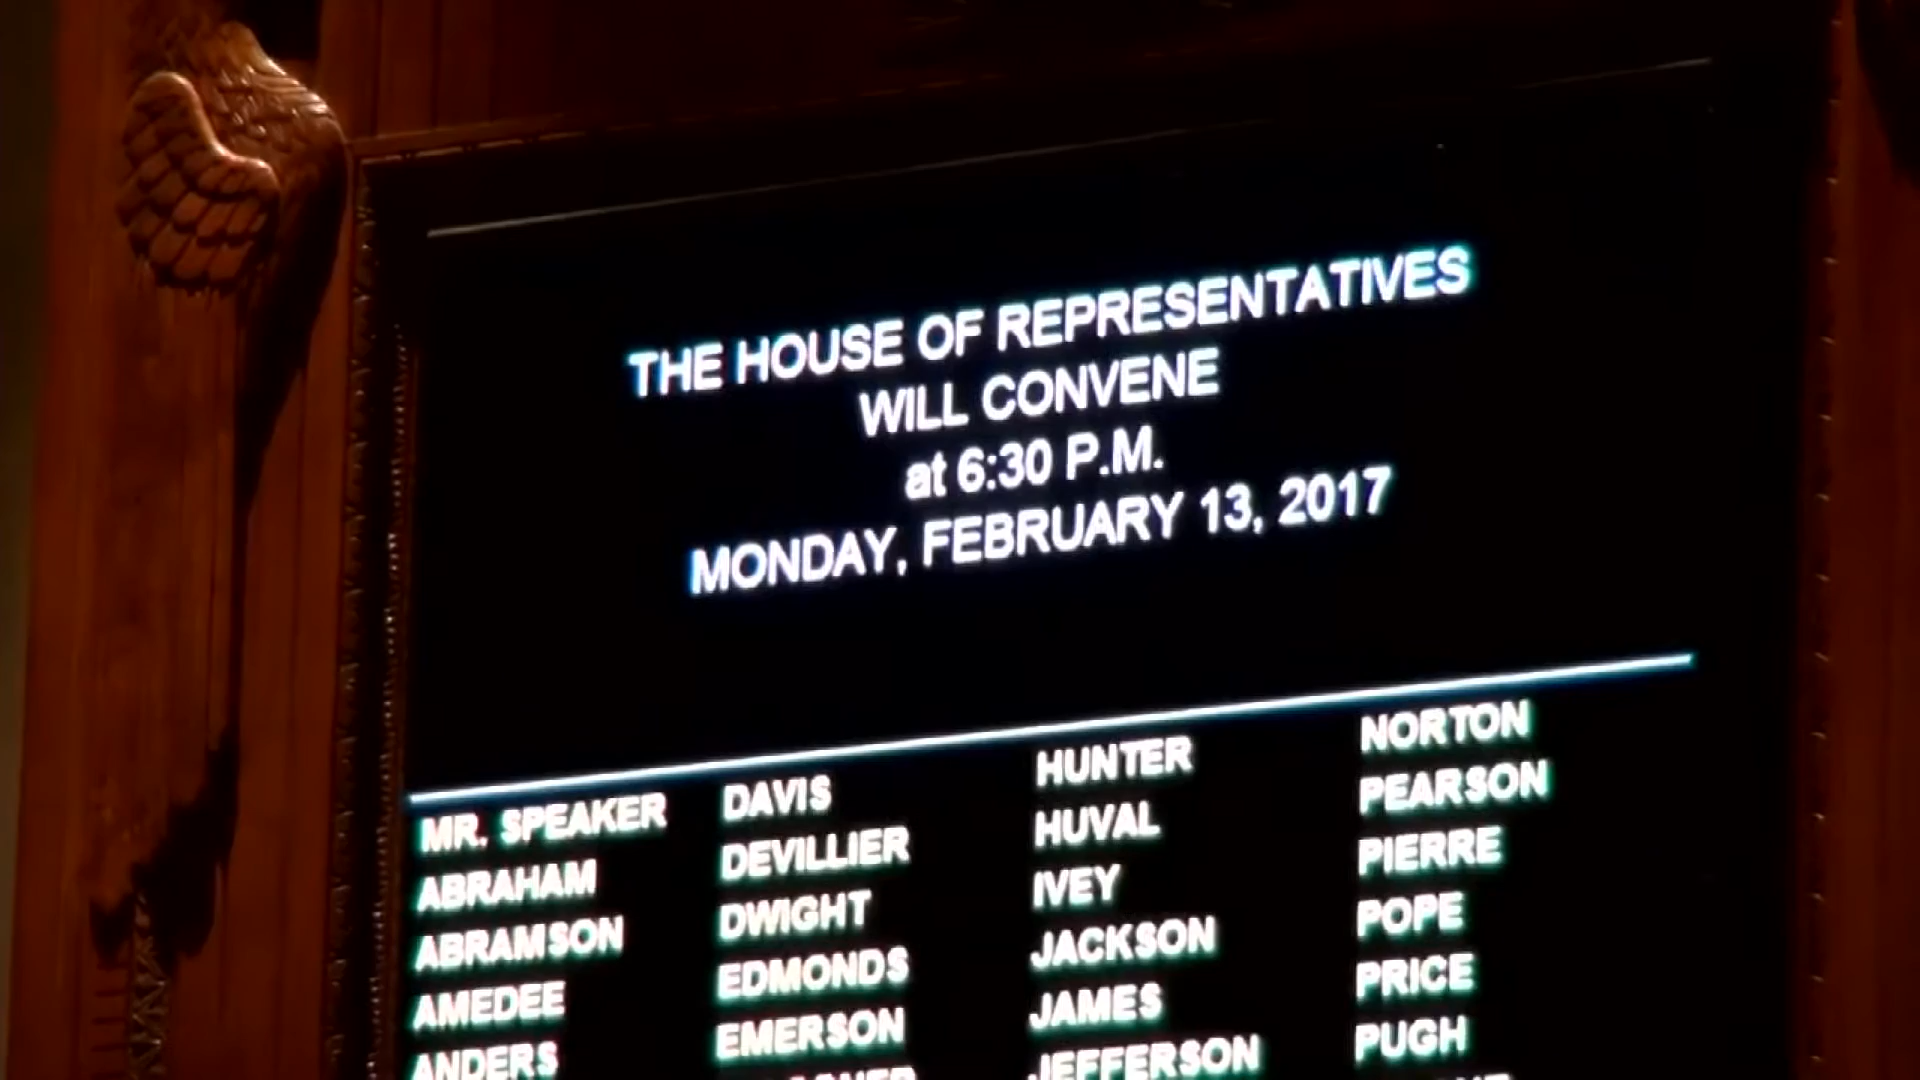 THE HOUSE OF REPRESENTATIVES
WILL CONVENE
at 6:30 P.M.
MONDAY, FEBRUARY 13, 2017
MR. SPEAKER
ABRAHAM
ABRAMSON
AMEDEE
ANDERS
DAVIS
DEVILLIER
DWIGHT
EDMONDS
EMERSON
HUNTER
HUVAL
IVEY
JACKSON
JAMES
JEFFERSON
NORTON
PEARSON
PIERRE
POPE
PRICE
PUGH